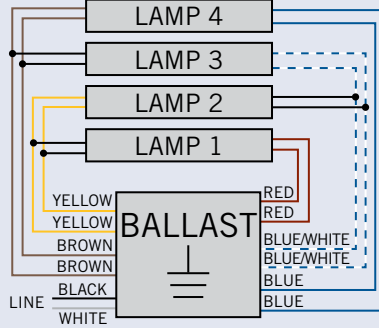 LAMP 4
LAMP 3
LAMP 2
LAMP 1
YELLOW
YELLOW
BROWN
BROWN
BLACK
LINE
WHITE
BALLAST
RED
RED
BLUE/WHITE
BLUE/WHITE
BLUE
BLUE